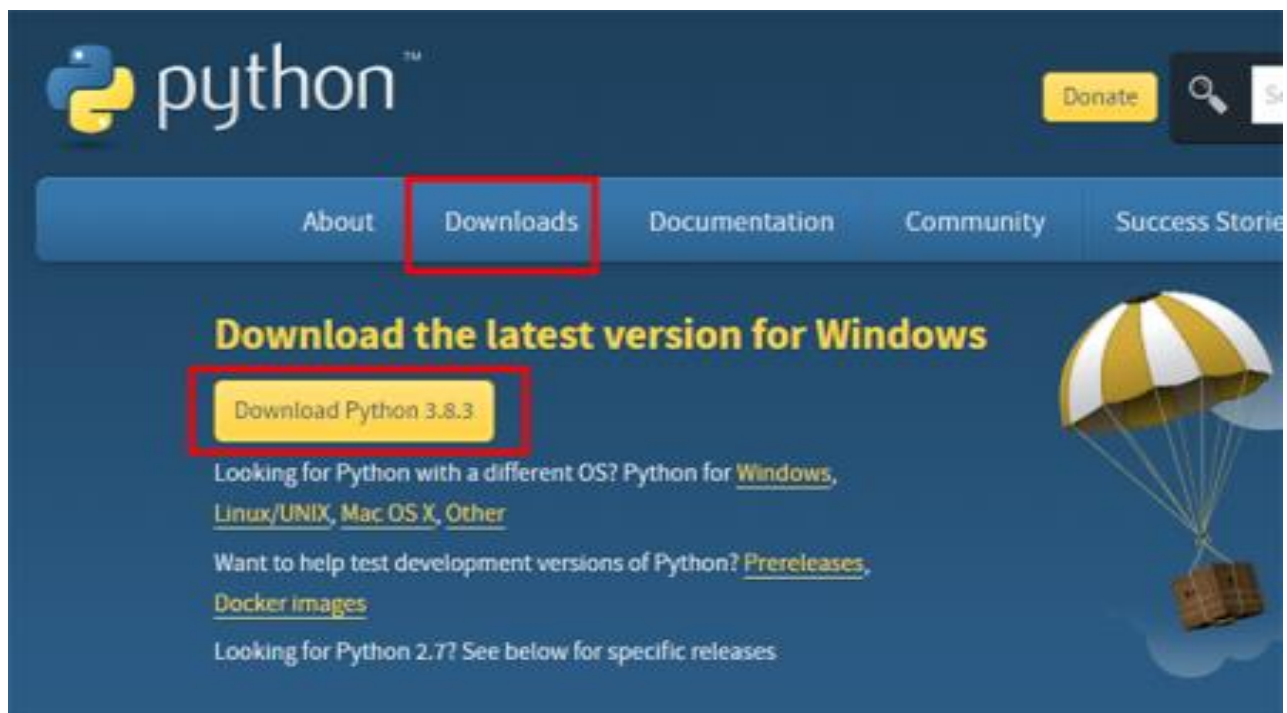 python™
Donate
About Downloads Documentation Community Success Storie
Download the latest version for Windows
Download Python 3.8.3
Looking for Python with a different OS? Python for Windows,
Linux/UNIX, Mac OS X, Other
Want to help test development versions of Python? Prereleases,
Docker images
Looking for Python 2.7? See below for specific releases